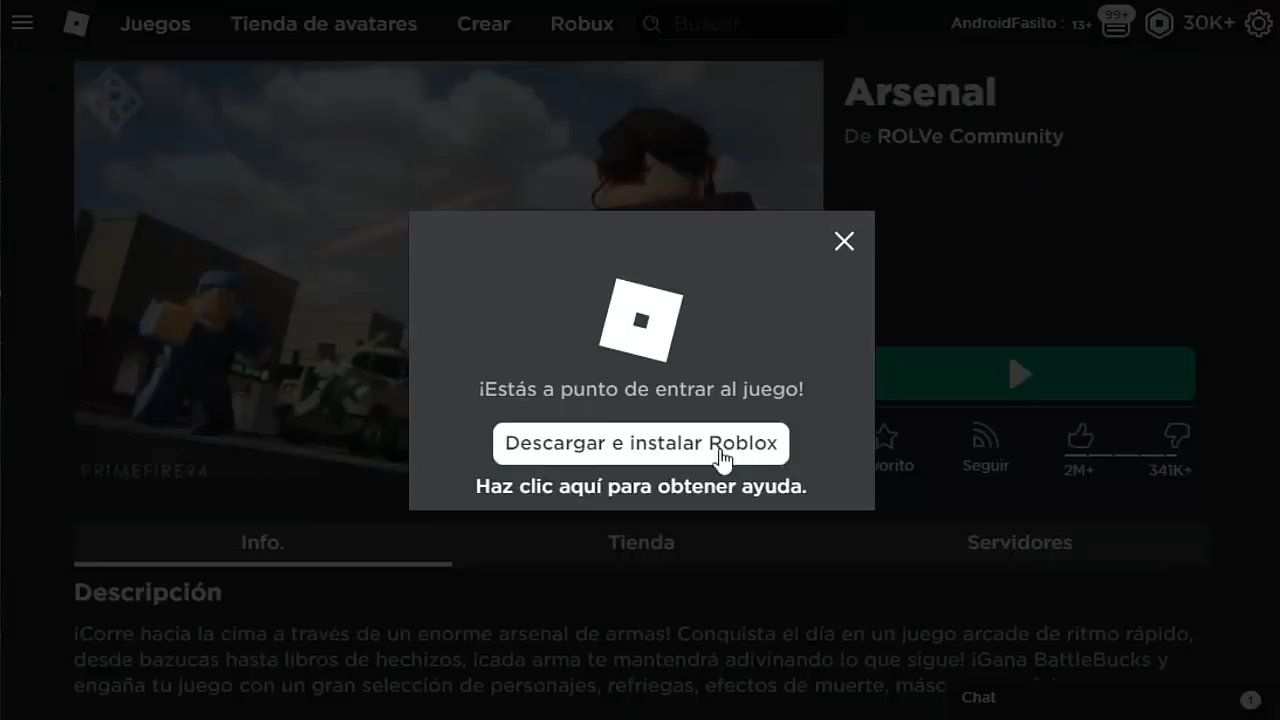 Juegos Tienda de avatares Crear Robux Buscar AndroidFasito : 13+ 99+ 30K+
Arsenal
De ROLVe Community
¡Estás a punto de entrar al juego!
Descargar e instalar Roblox
Haz clic aquí para obtener ayuda.
Seguir 2M+ 341K+
PRIMEFIRE94
Info. Tienda Servidores
Descripción
¡Corre hacia la cima a través de un enorme arsenal de armas! Conquista el día en un juego arcade de ritmo rápido,
desde bazucas hasta libros de hechizos, ¡cada arma te mantendrá adivinando lo que sigue! ¡Gana BattleBucks y
engaña tu juego con un gran selección de personajes, refriegas, efectos de muerte,
Chat 1